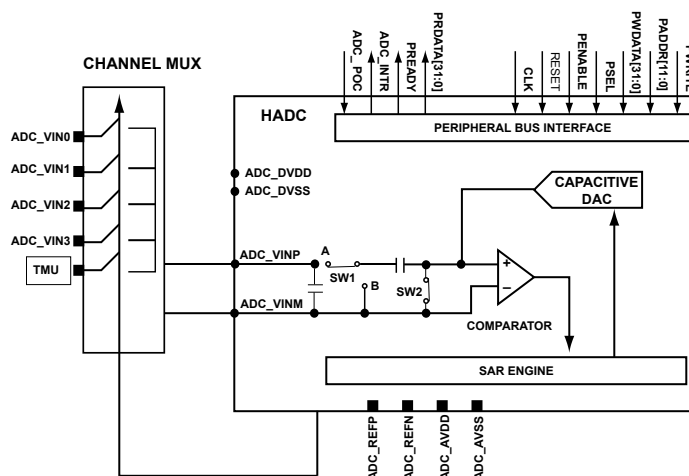 CHANNEL MUX
ADC_POC
ADC_INTR
PREADY
PRDATA[31:0]
CLK
RESET
PENABLE
PSEL
PWDATA[31:0]
PADDR[11:0]
HADC
PERIPHERAL BUS INTERFACE
ADC_VIN0
ADC_VIN1
ADC_VIN2
ADC_VIN3
TMU
ADC_DVDD
ADC_DVSS
CAPACITIVE
DAC
ADC_VINP
A
SW1
B
SW2
+
−
ADC_VINM
COMPARATOR
SAR ENGINE
ADC_REFP
ADC_REFN
ADC_AVDD
ADC_AVSS